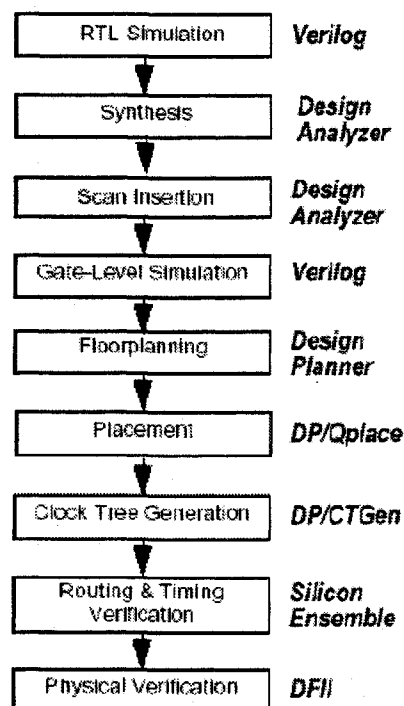 RTL Simulation
Verilog
Synthesis
Design
Analyzer
Scan Insertion
Design
Analyzer
Gate-Level Simulation
Verilog
Floorplanning
Design
Planner
Placement
DP/Qplace
Clock Tree Generation
DP/CTGen
Routing & Timing
Verification
Silicon
Ensemble
Physical Verification
DFII